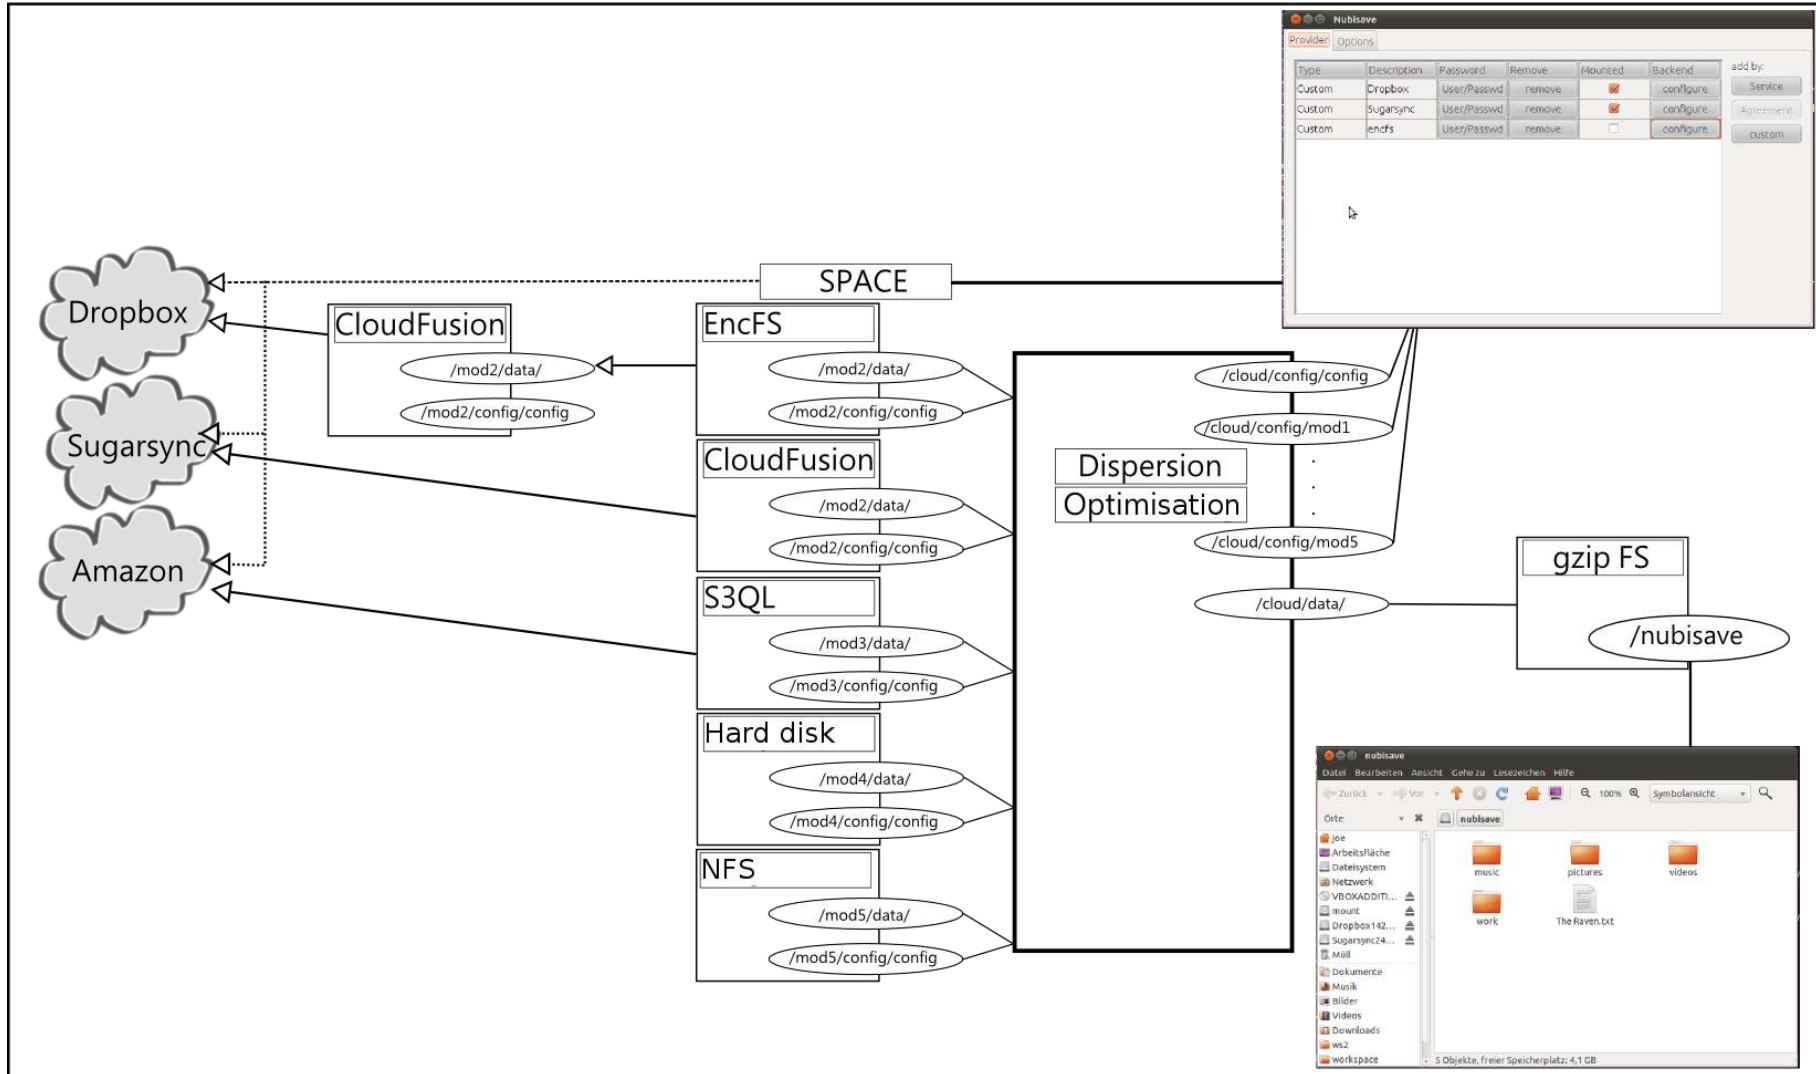 Nubisave
Provider Options
Type Description Password Remove Mounted Backend
add by:
Custom Dropbox User/Passwd remove configure
Service
Custom Sugarsync User/Passwd remove configure
Agreement
Custom encfs User/Passwd remove configure
custom
SPACE
Dropbox
CloudFusion
/mod2/data/
/mod2/config/config
EncFS
/mod2/data/
/mod2/config/config
Sugarsync
CloudFusion
/mod2/data/
/mod2/config/config
Amazon
S3QL
/mod3/data/
/mod3/config/config
Hard disk
/mod4/data/
/mod4/config/config
NFS
/mod5/data/
/mod5/config/config
Dispersion
Optimisation
/cloud/config/config
/cloud/config/mod1
.
.
.
/cloud/config/mod5
/cloud/data/
gzip FS
/nubisave
nubisave
Datei Bearbeiten Ansicht Gehe zu Lesezeichen Hilfe
Zurück Vor 100% Symbolansicht
Orte
nubisave
joe
Arbeitsfläche
Dateisystem
Netzwerk
VBOXADDITI...
mount
Dropbox142...
Sugarsync24...
Müll
Dokumente
Musik
Bilder
Videos
Downloads
ws2
workspace
music pictures videos
work The Raven.txt
5 Objekte, freier Speicherplatz: 4,1 GB